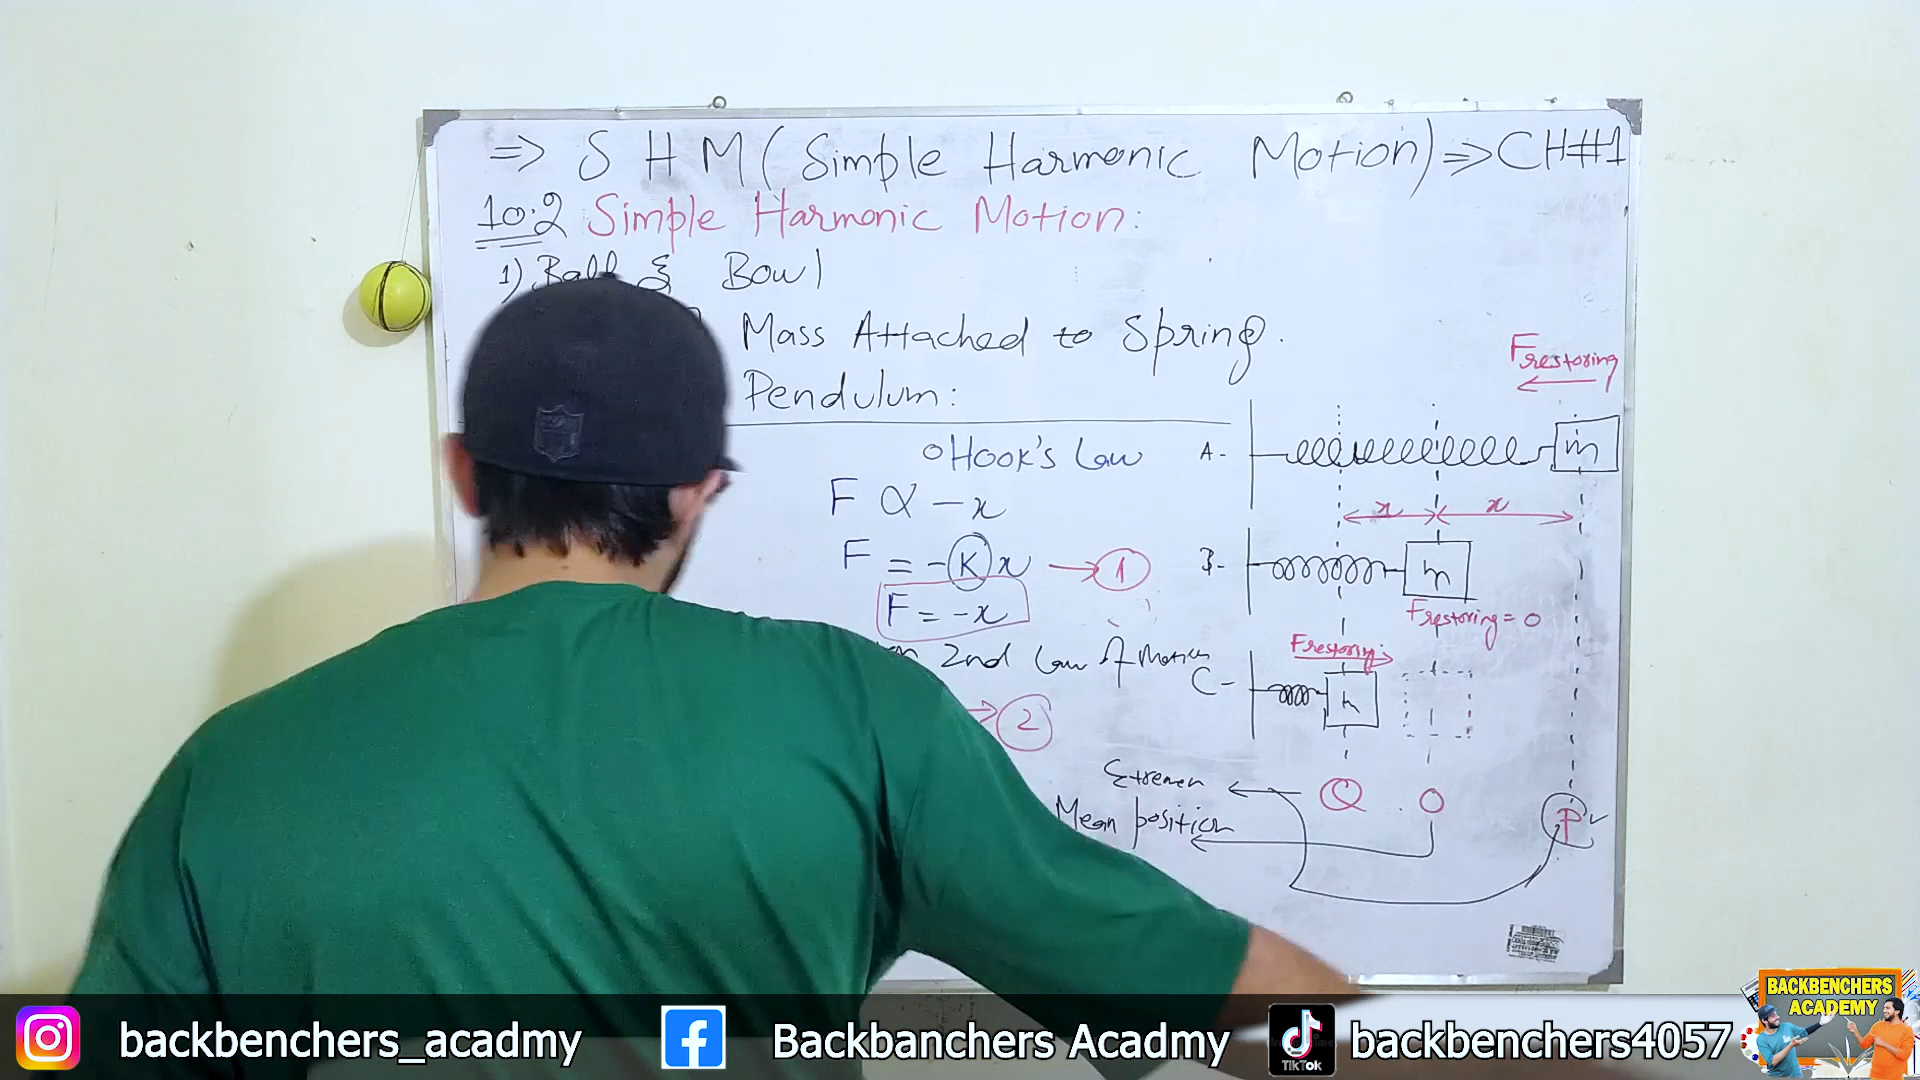 => SHM (Simple Harmonic Motion) => CH#1
10.2 Simple Harmonic Motion:
1) Ball & Bowl
Mass Attached to Spring.
Pendulum:
Hook's Law
F ∝ -x
F = -Kx → 1
F = -x
2nd Law of Motion
→ 2
Frestoring
A-
m
x x
B-
m
Frestoring = 0
Frestoring
C-
Q O P
Mean position
BACKBENCHERS
ACADEMY
backbenchers_acadmy
Backbanchers Acadmy
TikTok
backbenchers4057